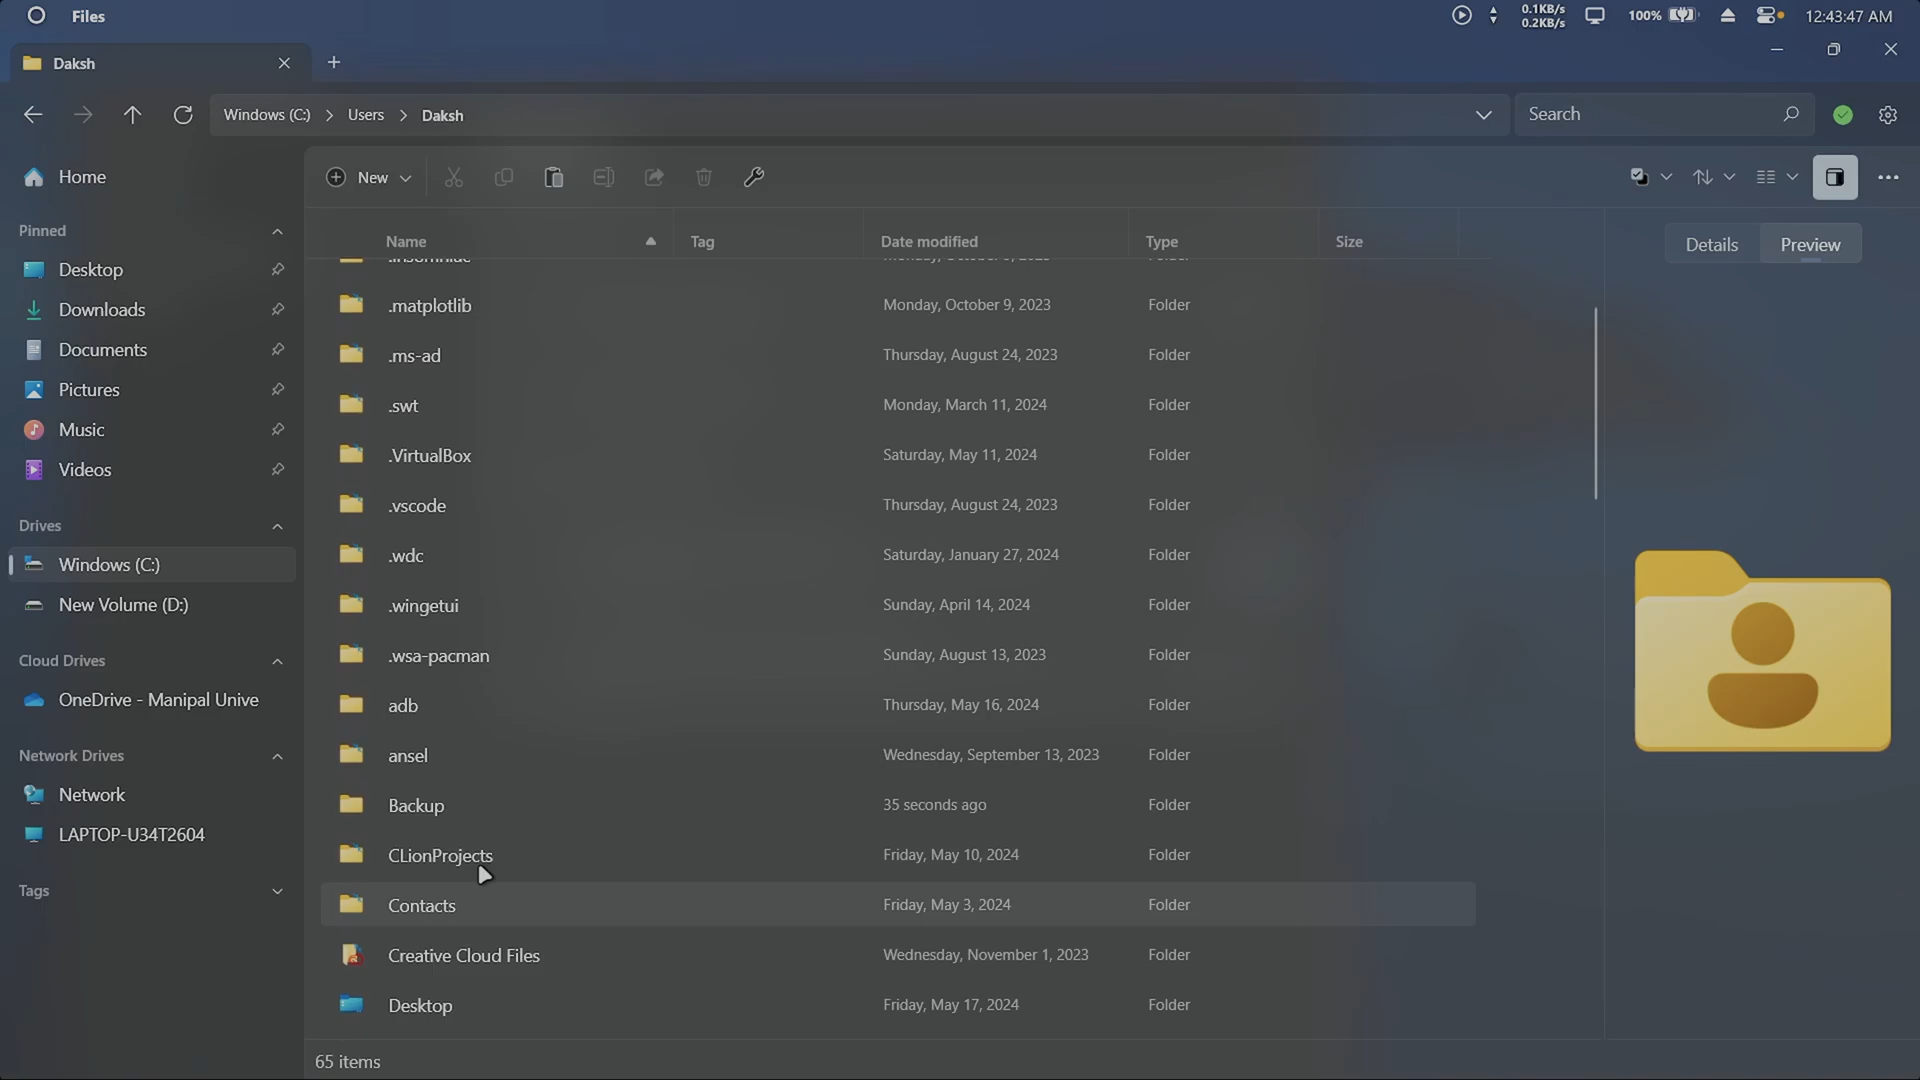 Files
0.1KB/s
0.2KB/s
100%
12:43:47 AM
Daksh
Windows (C:) Users Daksh
Search
Home
New
Pinned
Desktop
Downloads
Documents
Pictures
Music
Videos
Drives
Windows (C:)
New Volume (D:)
Cloud Drives
OneDrive - Manipal Unive
Network Drives
Network
LAPTOP-U34T2604
Tags
Name Tag Date modified Type Size
.insomniac
.matplotlib Monday, October 9, 2023 Folder
.ms-ad Thursday, August 24, 2023 Folder
.swt Monday, March 11, 2024 Folder
.VirtualBox Saturday, May 11, 2024 Folder
.vscode Thursday, August 24, 2023 Folder
.wdc Saturday, January 27, 2024 Folder
.wingetui Sunday, April 14, 2024 Folder
.wsa-pacman Sunday, August 13, 2023 Folder
adb Thursday, May 16, 2024 Folder
ansel Wednesday, September 13, 2023 Folder
Backup 35 seconds ago Folder
CLionProjects Friday, May 10, 2024 Folder
Contacts Friday, May 3, 2024 Folder
Creative Cloud Files Wednesday, November 1, 2023 Folder
Desktop Friday, May 17, 2024 Folder
65 items
Details Preview